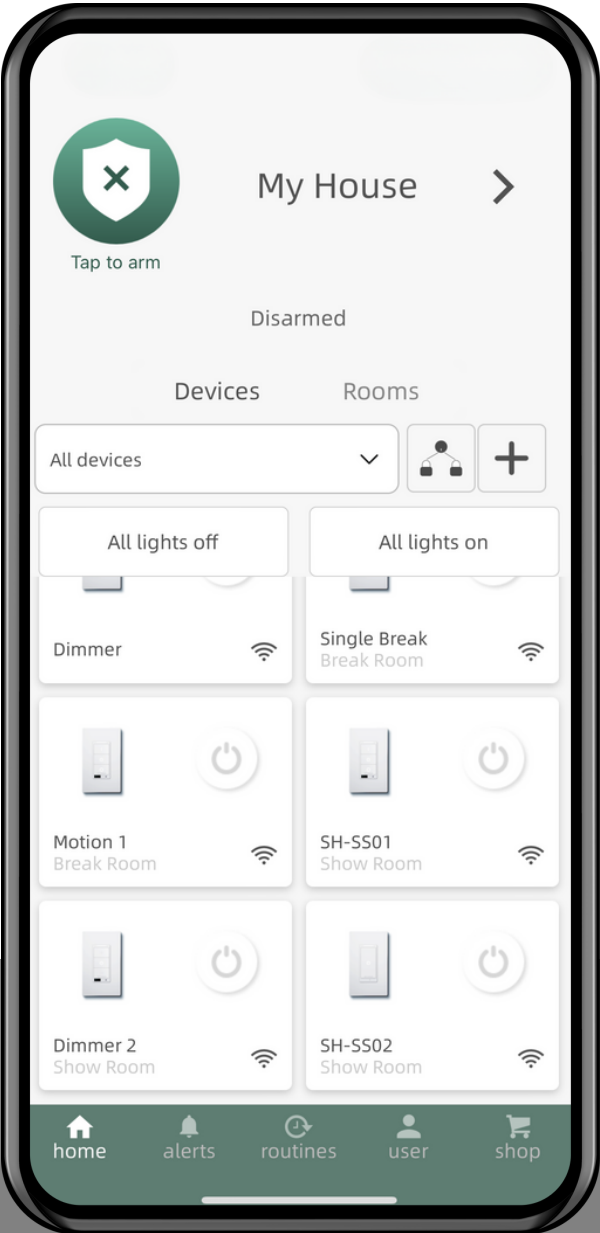 My House
Tap to arm
Disarmed
Devices
Rooms
All devices
All lights off
All lights on
Dimmer
Single Break
Break Room
Motion 1
Break Room
SH-SS01
Show Room
Dimmer 2
Show Room
SH-SS02
Show Room
home
alerts
routines
user
shop